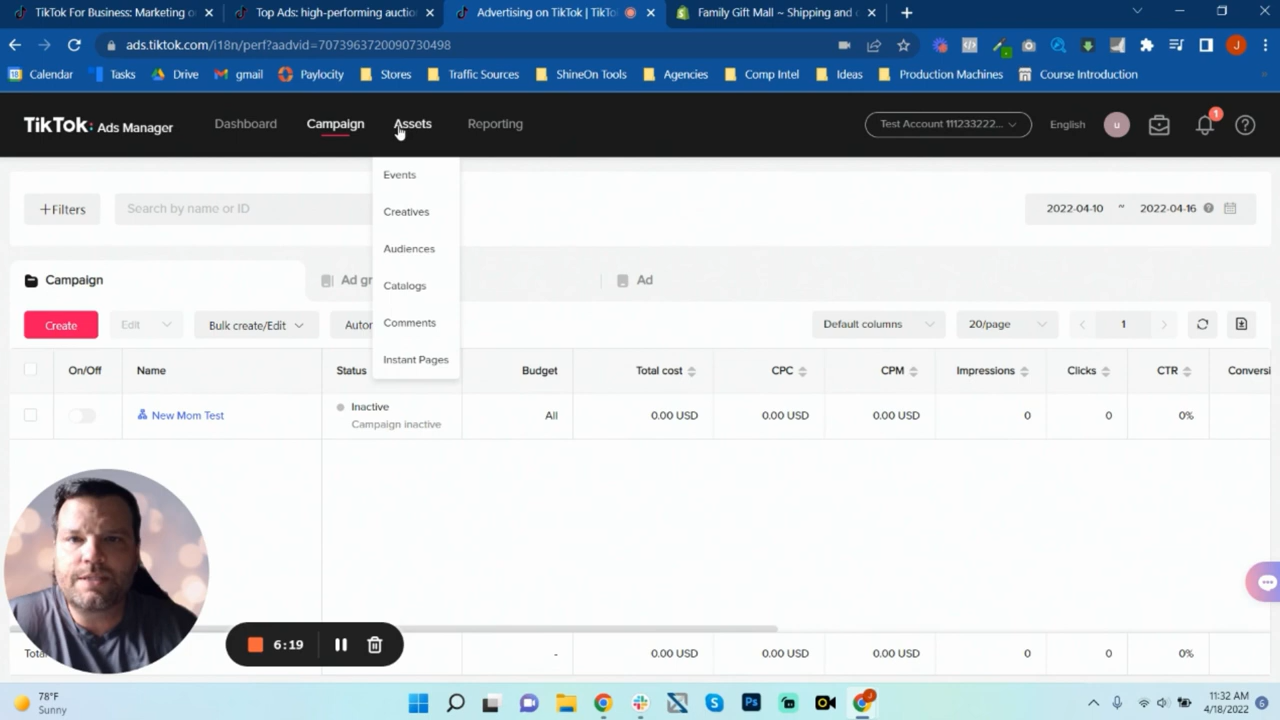 TikTok For Business: Marketing o
Top Ads: high-performing auctio
Advertising on TikTok | TikTo
Family Gift Mall ~ Shipping and
ads.tiktok.com/i18n/perf?aadvid=7073963720090730498
J
18 Calendar Tasks Drive gmail Paylocity Stores Traffic Sources ShineOn Tools Agencies Comp Intel Ideas Production Machines Course Introduction
TikTok: Ads Manager Dashboard Campaign Assets Reporting Test Account 111233222... English u 1
Events
+Filters Search by name or ID 2022-04-10 ~ 2022-04-16
Creatives
Audiences
Campaign Ad gr Ad
Catalogs
Create Edit Bulk create/Edit Autor Default columns 20/page 1
Comments
Instant Pages
On/Off Name Status Budget Total cost CPC CPM Impressions Clicks CTR Conversi
New Mom Test Inactive All 0.00 USD 0.00 USD 0.00 USD 0 0 0%
Campaign inactive
6:19
Tota - 0.00 USD 0.00 USD 0.00 USD 0 0 0%
78°F
Sunny
Ps
J
11:32 AM
4/18/2022
6